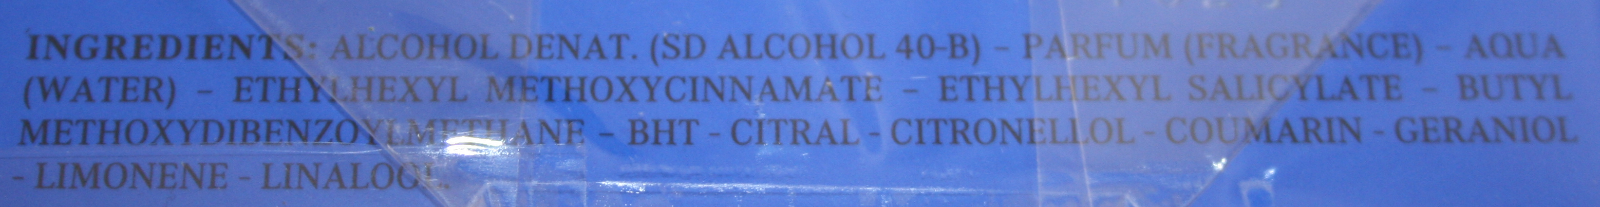 INGREDIENTS: ALCOHOL DENAT. (SD ALCOHOL 40-B) – PARFUM (FRAGRANCE) – AQUA
(WATER) – ETHYLHEXYL METHOXYCINNAMATE – ETHYLHEXYL SALICYLATE – BUTYL
METHOXYDIBENZOYLMETHANE – BHT - CITRAL - CITRONELLOL - COUMARIN - GERANIOL
- LIMONENE - LINALOOL.